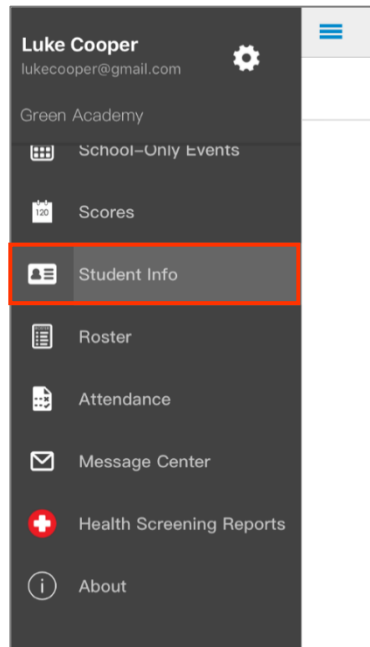 Luke Cooper
lukecooper@gmail.com
Green Academy
School-Only Events
120
Scores
Student Info
Roster
Attendance
Message Center
Health Screening Reports
i
About